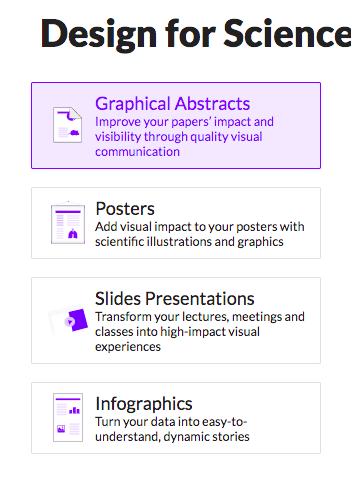 Design for Science
Graphical Abstracts
Improve your papers' impact and
visibility through quality visual
communication
Posters
Add visual impact to your posters with
scientific illustrations and graphics
Slides Presentations
Transform your lectures, meetings and
classes into high-impact visual
experiences
Infographics
Turn your data into easy-to-
understand, dynamic stories